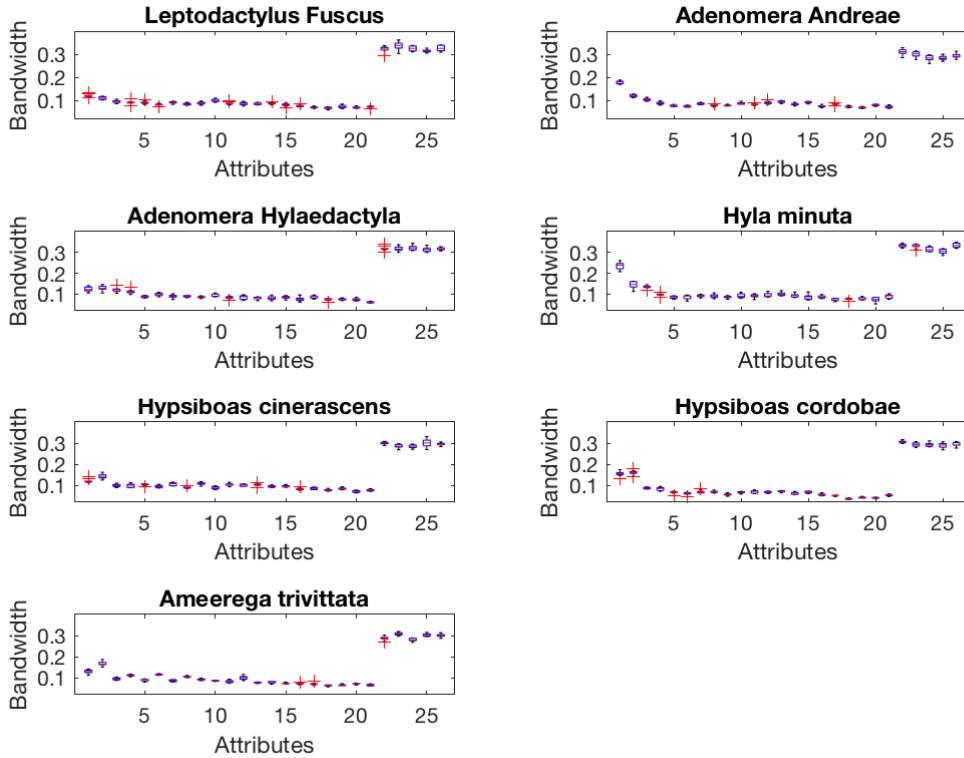 Leptodactylus Fuscus
Bandwidth
0.3
0.2
0.1
5 10 15 20 25
Attributes
Adenomera Andreae
Bandwidth
0.3
0.2
0.1
5 10 15 20 25
Attributes
Adenomera Hylaedactyla
Bandwidth
0.3
0.2
0.1
5 10 15 20 25
Attributes
Hyla minuta
Bandwidth
0.3
0.2
0.1
5 10 15 20 25
Attributes
Hypsiboas cinerascens
Bandwidth
0.3
0.2
0.1
5 10 15 20 25
Attributes
Hypsiboas cordobae
Bandwidth
0.3
0.2
0.1
5 10 15 20 25
Attributes
Ameerega trivittata
Bandwidth
0.3
0.2
0.1
5 10 15 20 25
Attributes